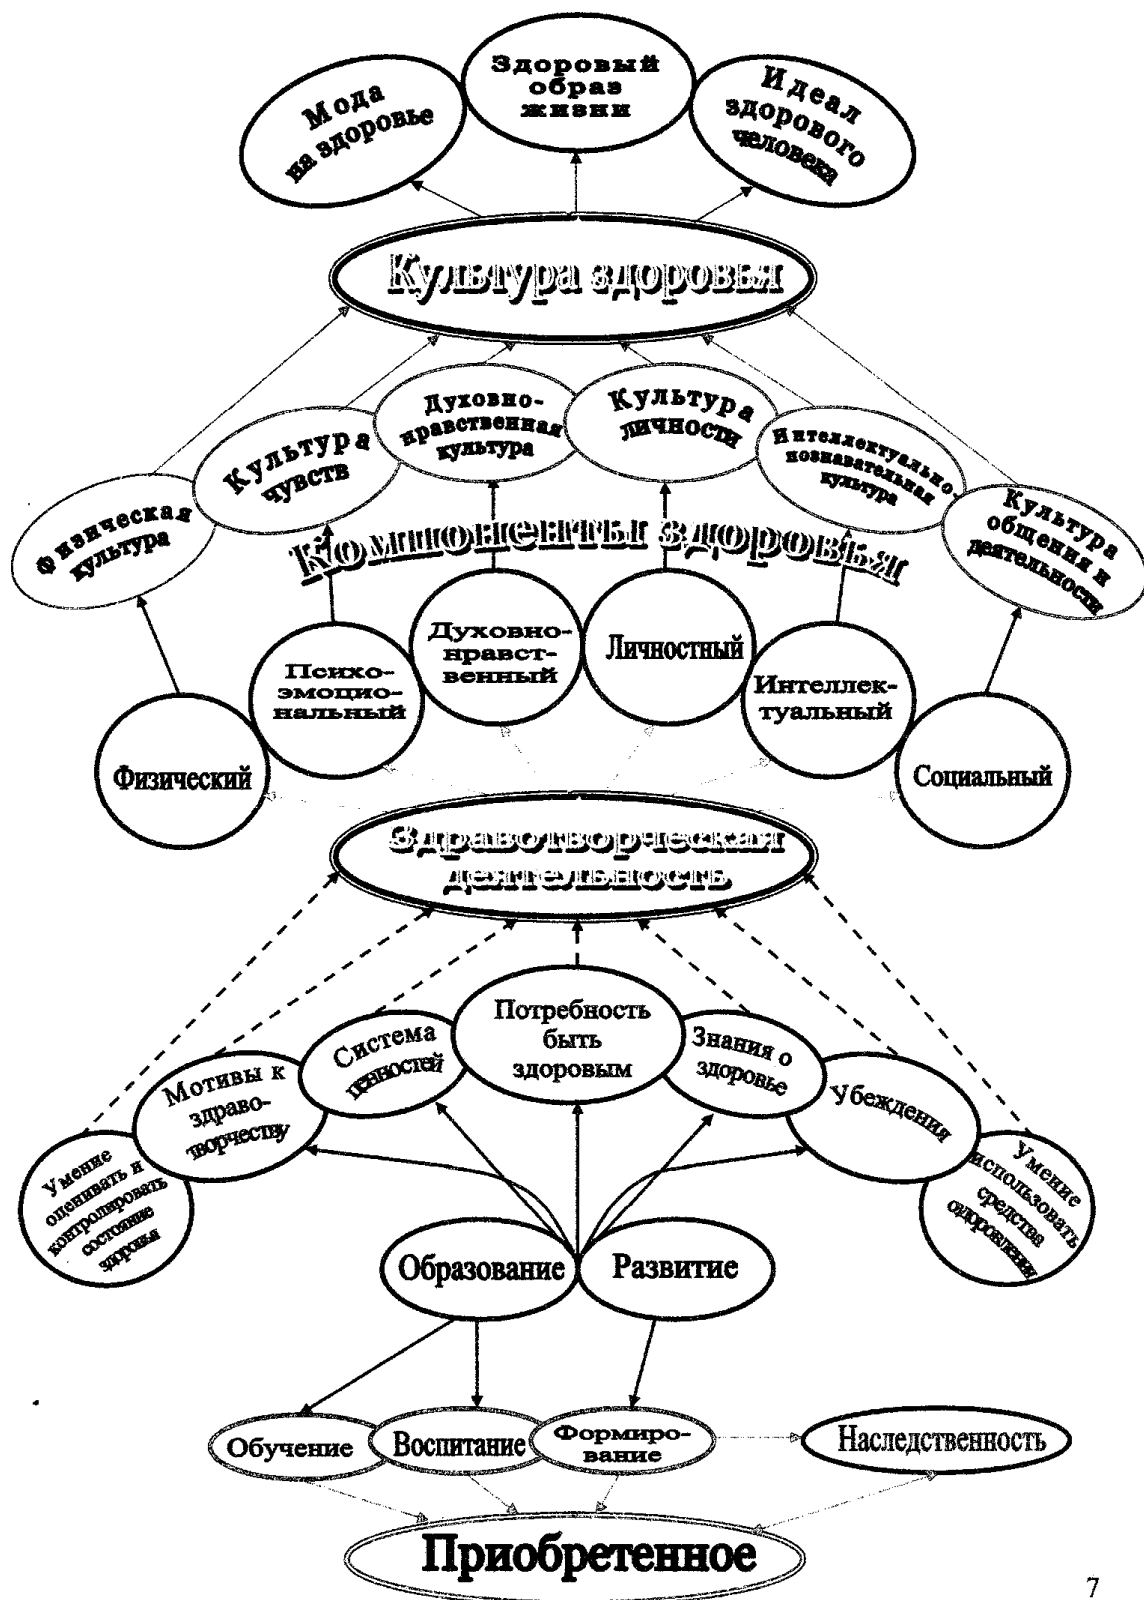 Мода
на здоровье
Здоровый
образ
жизни
Идеал
здорового
человека
Культура здоровья
Физическая
культура
Культура
чувств
Духовно-
нравственная
культура
Культура
личности
Интеллектуально-
познавательная
культура
Культура
общения и
деятельности
Компоненты здоровья
Физический
Психо-
эмоцио-
нальный
Духовно-
нравст-
венный
Личностный
Интеллек-
туальный
Социальный
Здравотворческая
деятельность
Умение
оценивать и
контролировать
состояние
здоровья
Мотивы к
здраво-
творчеству
Система
ценностей
Потребность
быть
здоровым
Знания о
здоровье
Убеждения
Умение
использовать
средства
оздоровления
Образование
Развитие
Обучение
Воспитание
Формиро-
вание
Наследственность
Приобретенное
7